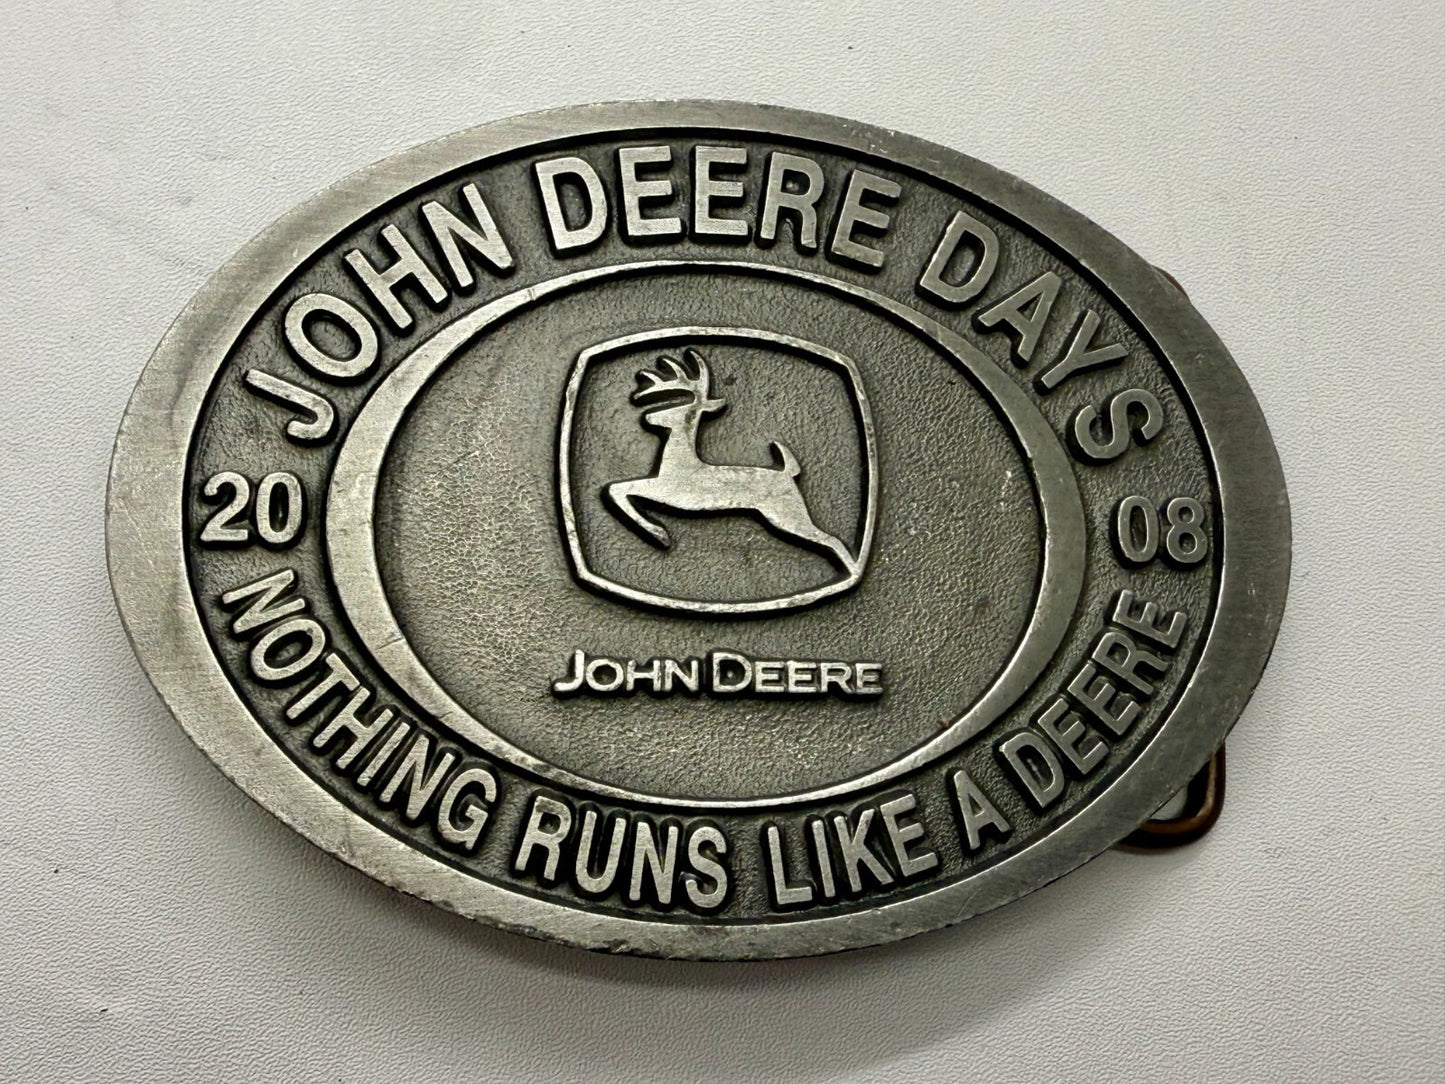 JOHN DEERE DAYS
20 08
JOHN DEERE
NOTHING RUNS LIKE A DEERE